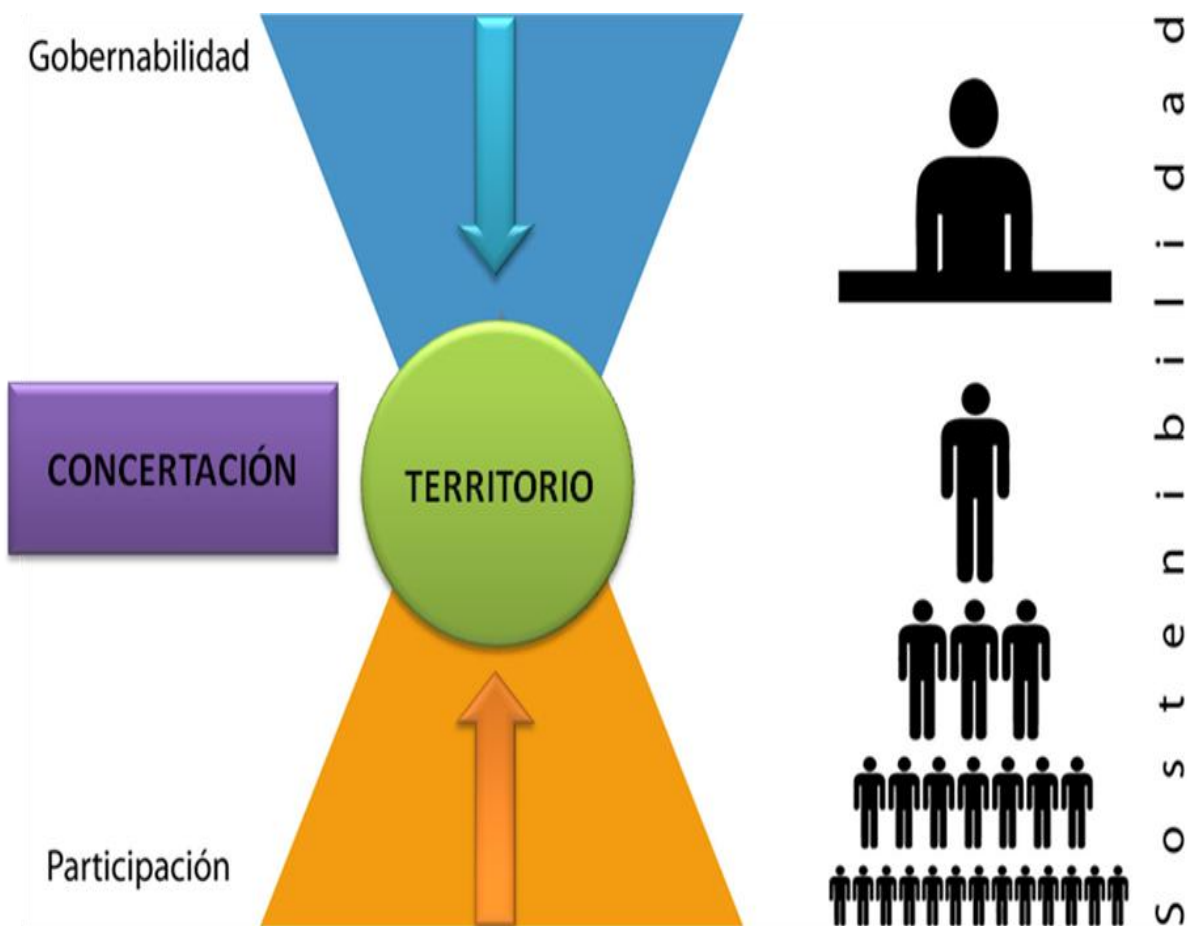 Gobernabilidad
CONCERTACIÓN
TERRITORIO
Participación
Sostenibilidad